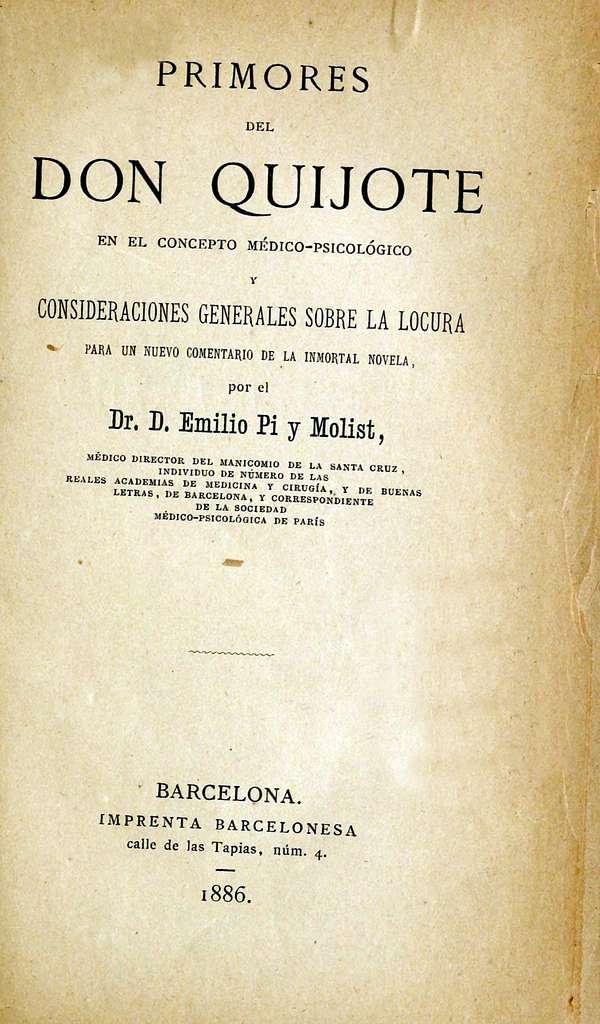 PRIMORES
DEL
DON QUIJOTE
EN EL CONCEPTO MÉDICO-PSICOLÓGICO
Y
CONSIDERACIONES GENERALES SOBRE LA LOCURA
PARA UN NUEVO COMENTARIO DE LA INMORTAL NOVELA,
por el
Dr. D. Emilio Pi y Molist,
MÉDICO DIRECTOR DEL MANICOMIO DE LA SANTA CRUZ,
INDIVIDUO DE NÚMERO DE LAS
REALES ACADEMIAS DE MEDICINA Y CIRUGÍA, Y DE BUENAS
LETRAS, DE BARCELONA, Y CORRESPONDIENTE
DE LA SOCIEDAD
MÉDICO-PSICOLÓGICA DE PARÍS
BARCELONA.
IMPRENTA BARCELONESA
calle de las Tapias, núm. 4.
1886.